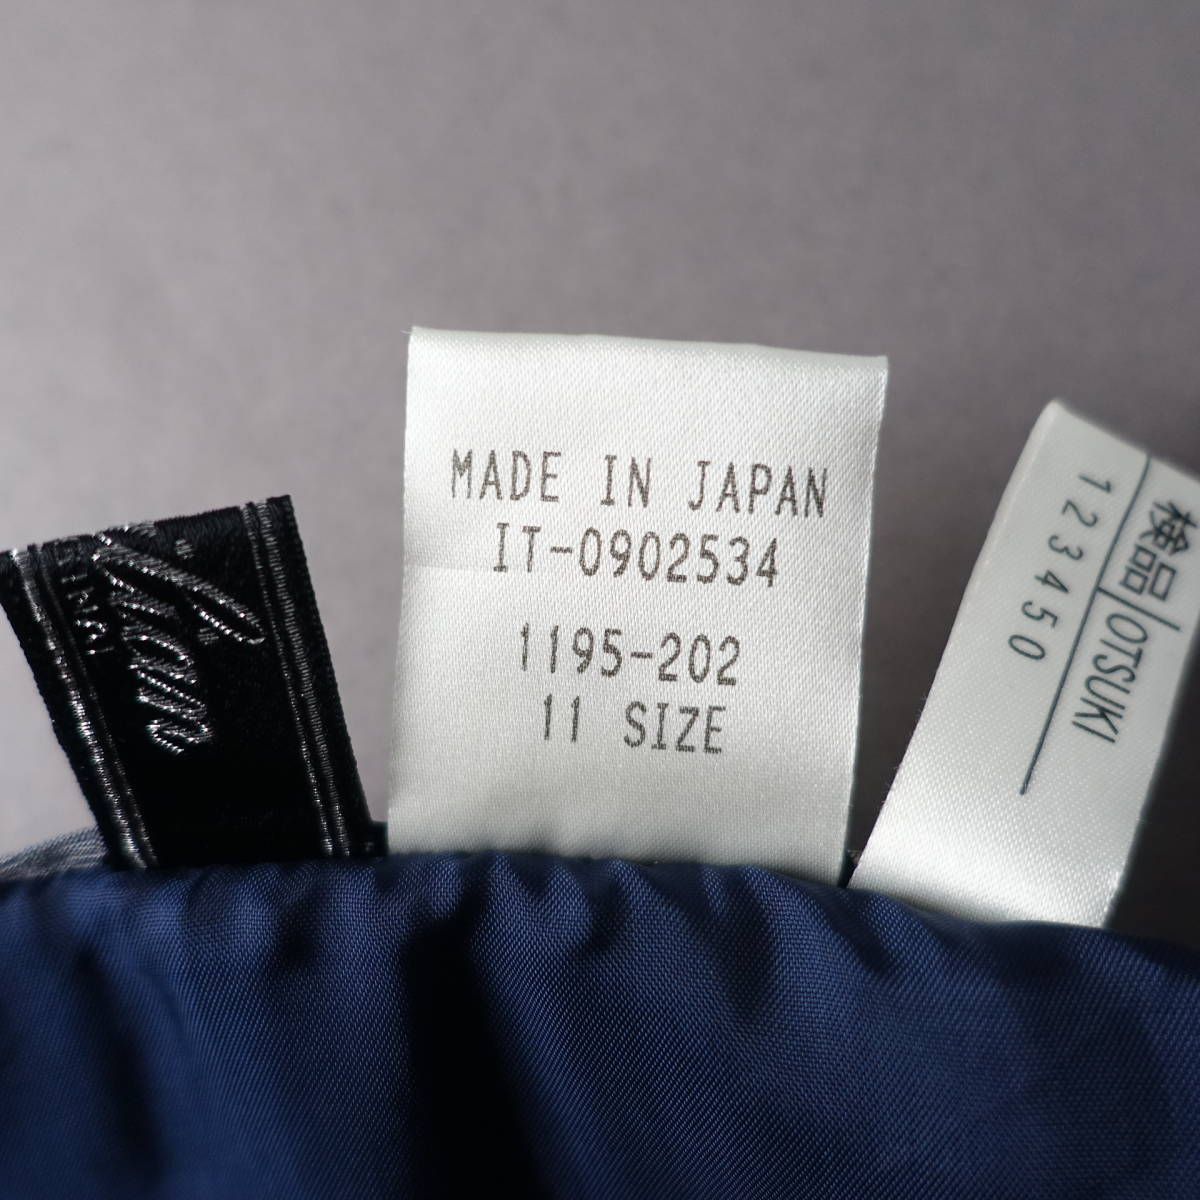 MADE IN JAPAN
IT-0902534
1195-202
11 SIZE
検品/OTSUKI
123450